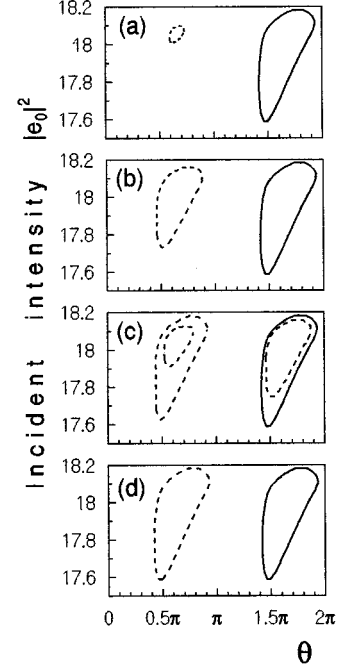 Incident intensity |e₀|²
18.2
(a)
18
17.8
17.6
18.2
(b)
18
17.8
17.6
18.2
(c)
18
17.8
17.6
18.2
(d)
18
17.8
17.6
0 0.5π π 1.5π 2π
θ